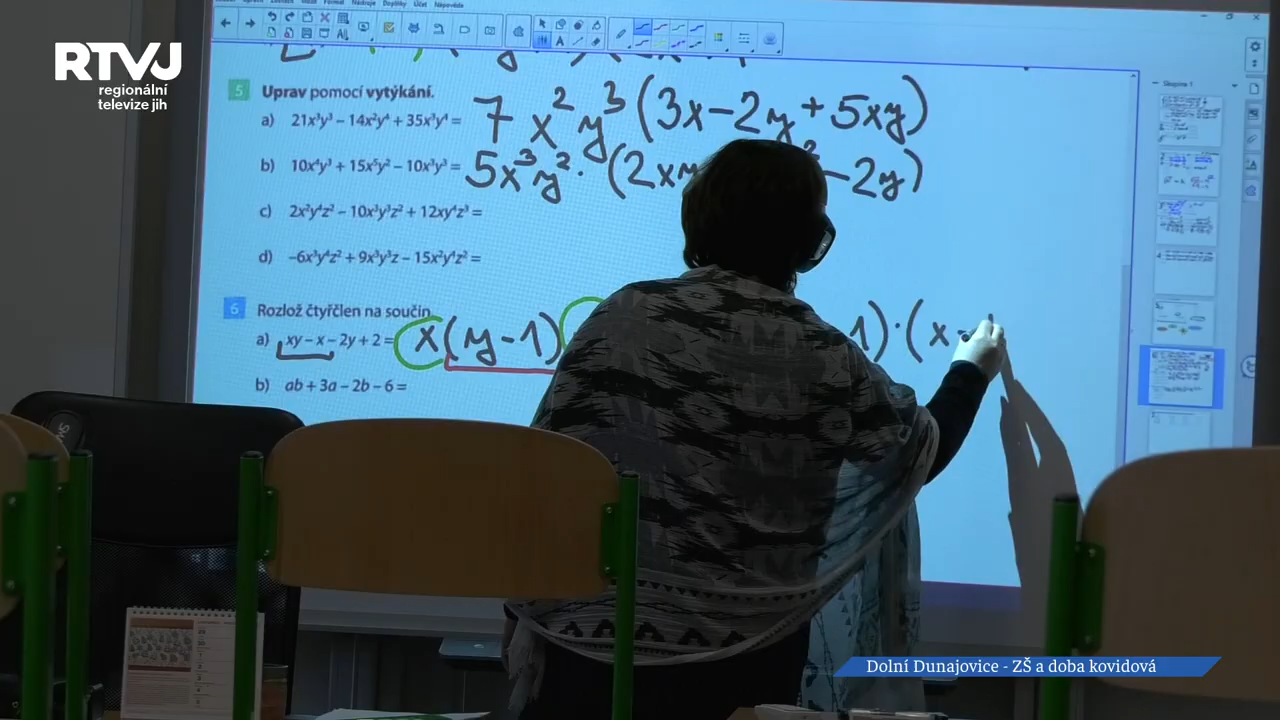 RTVJ
regionální
televize jih
5 Uprav pomocí vytýkání.
a) 21x³y³ – 14x²y⁴ + 35x³y⁴ = 7x²y³(3x-2y+5xy)
b) 10x⁴y³ + 15x⁵y² – 10x³y³ = 5x³y²·(2xy -2y)
c) 2x²y⁴z² – 10x³y³z² + 12xy⁴z³ =
d) –6x³y⁴z² + 9x³y³z – 15x²y⁴z² =
6 Rozlož čtyřčlen na součin.
a) xy – x – 2y + 2 = x(y-1) 1)·(x-
b) ab + 3a – 2b – 6 =
Dolní Dunajovice - ZŠ a doba kovidová